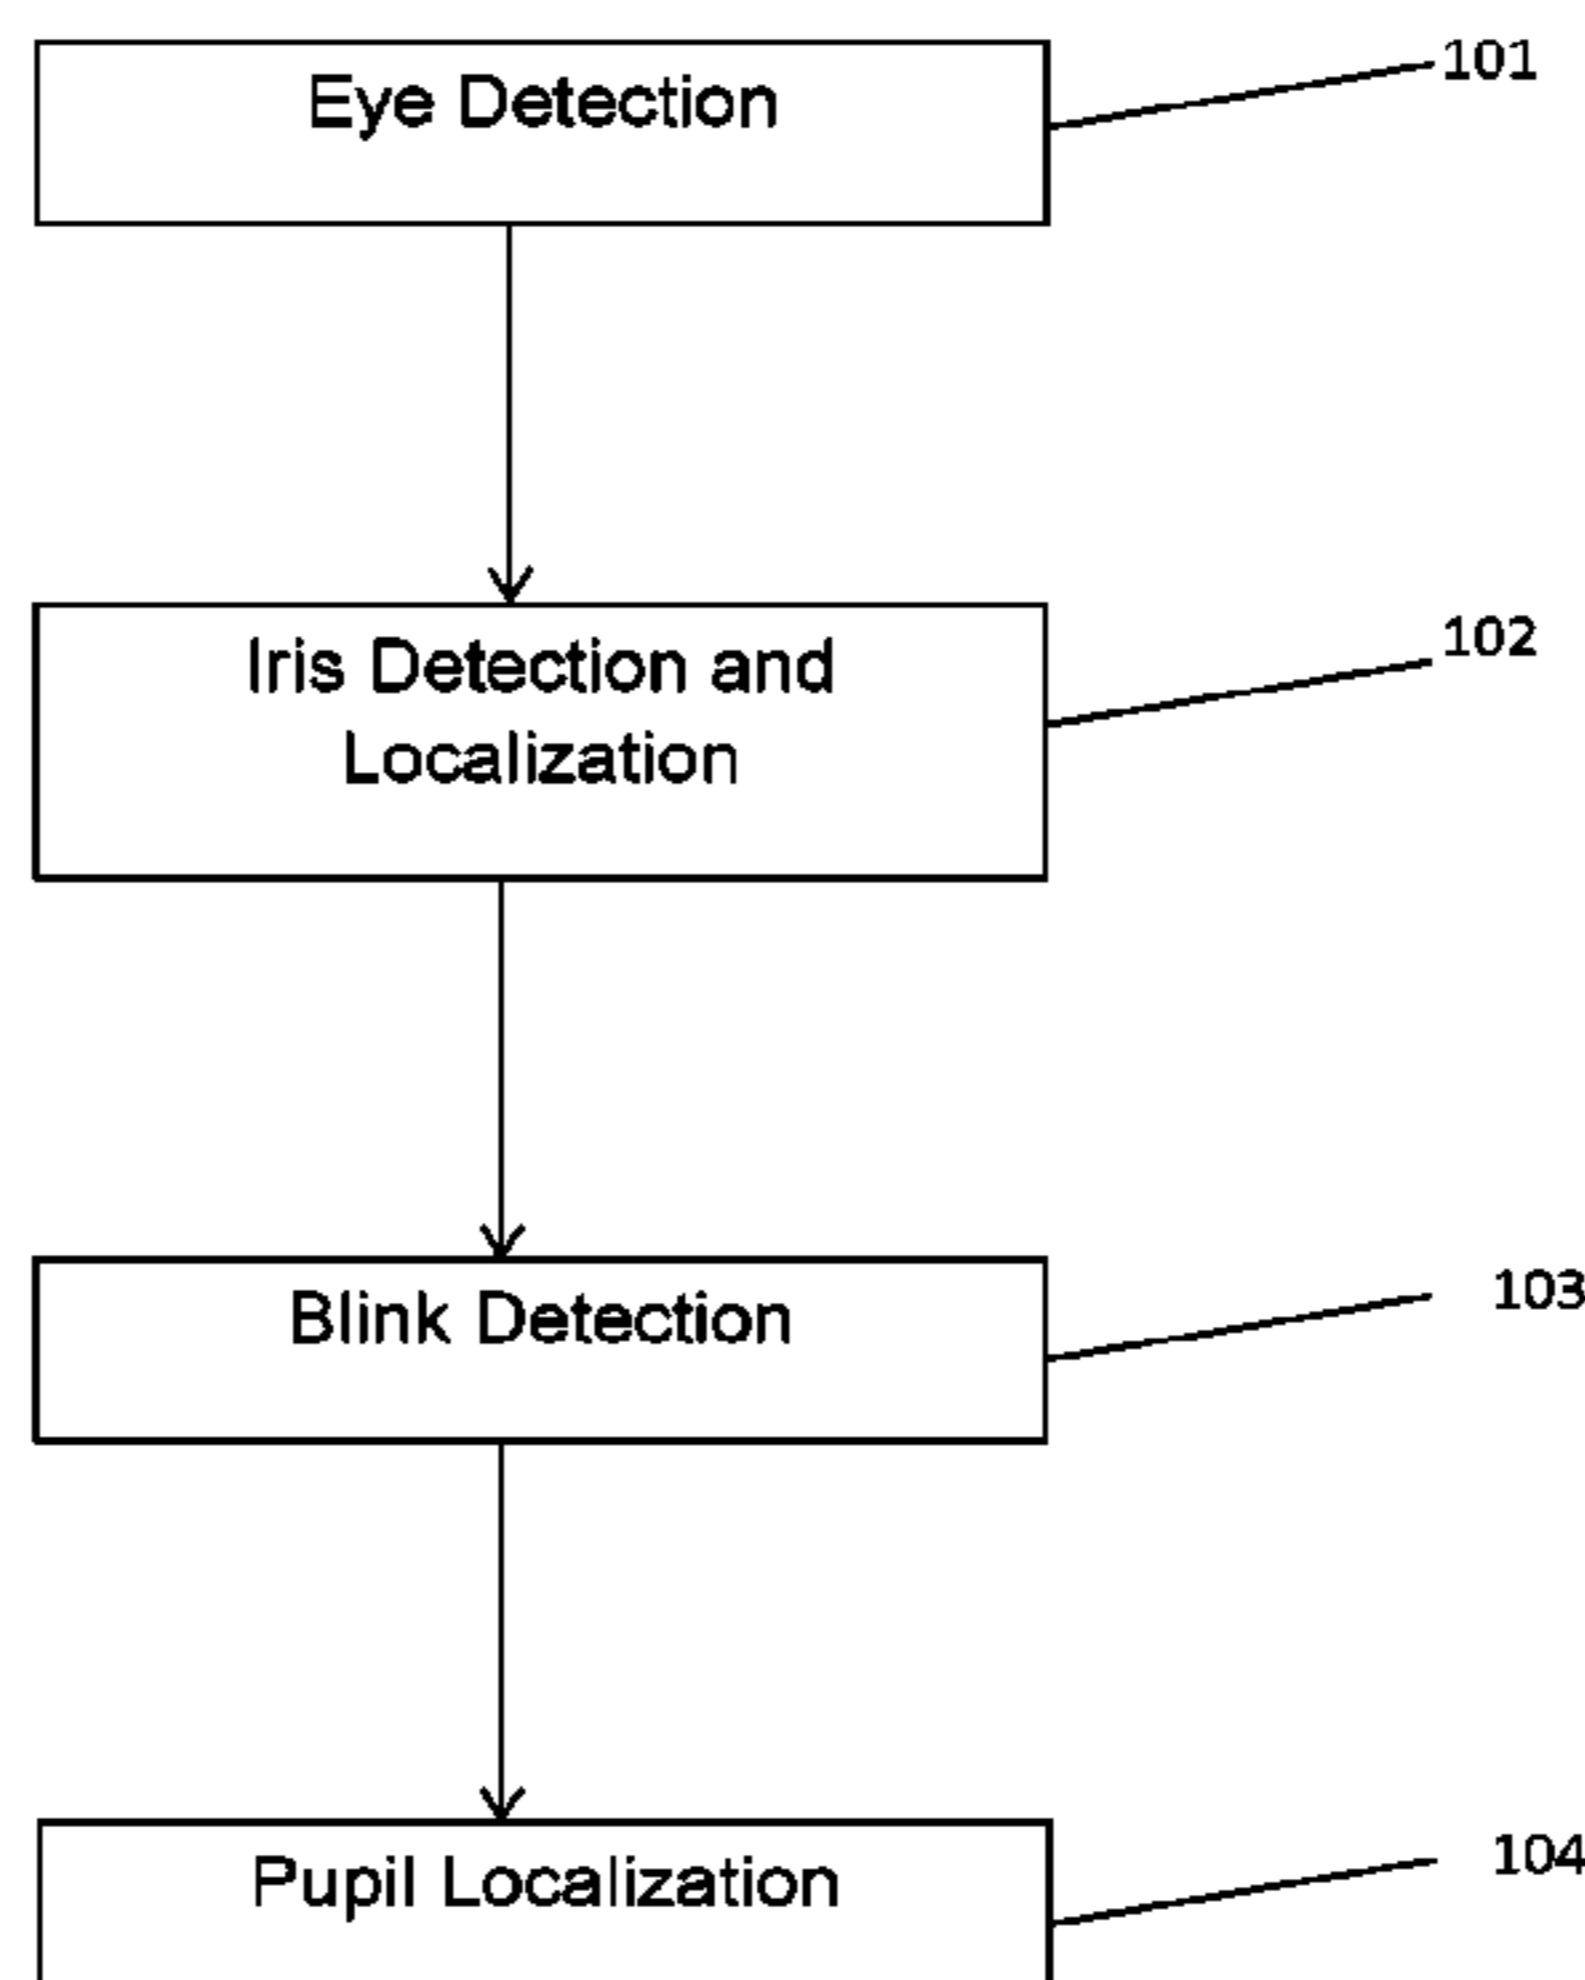 Eye Detection
101
Iris Detection and
Localization
102
Blink Detection
103
Pupil Localization
104